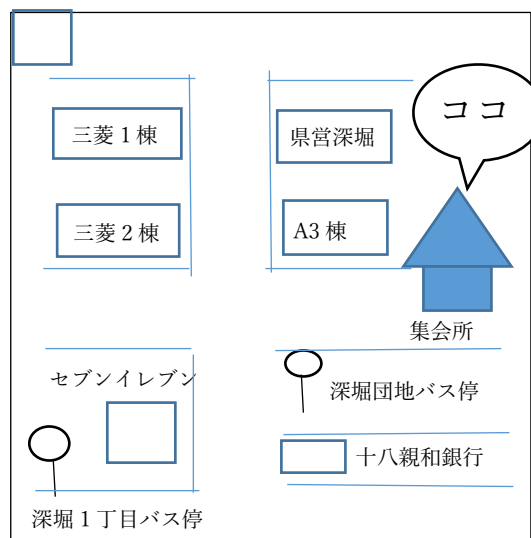 ココ
三菱1棟
県営深堀
三菱2棟
A3棟
集会所
セブンイレブン
深堀団地バス停
十八親和銀行
深堀1丁目バス停